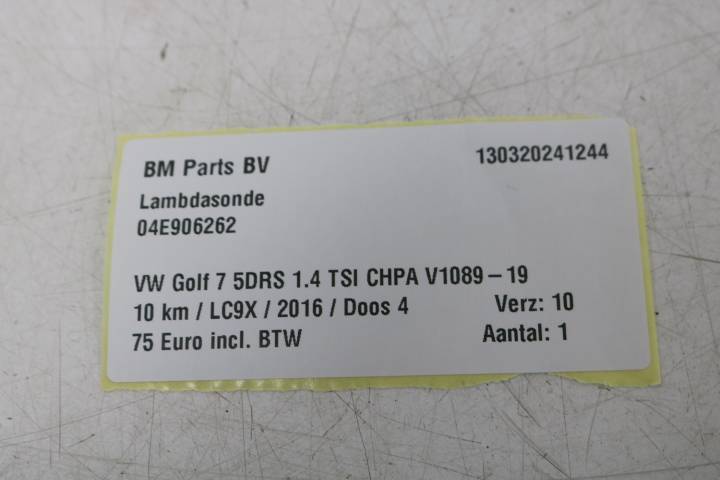 BM Parts BV 130320241244
Lambdasonde
04E906262
VW Golf 7 5DRS 1.4 TSI CHPA V1089 – 19
10 km / LC9X / 2016 / Doos 4 Verz: 10
75 Euro incl. BTW Aantal: 1